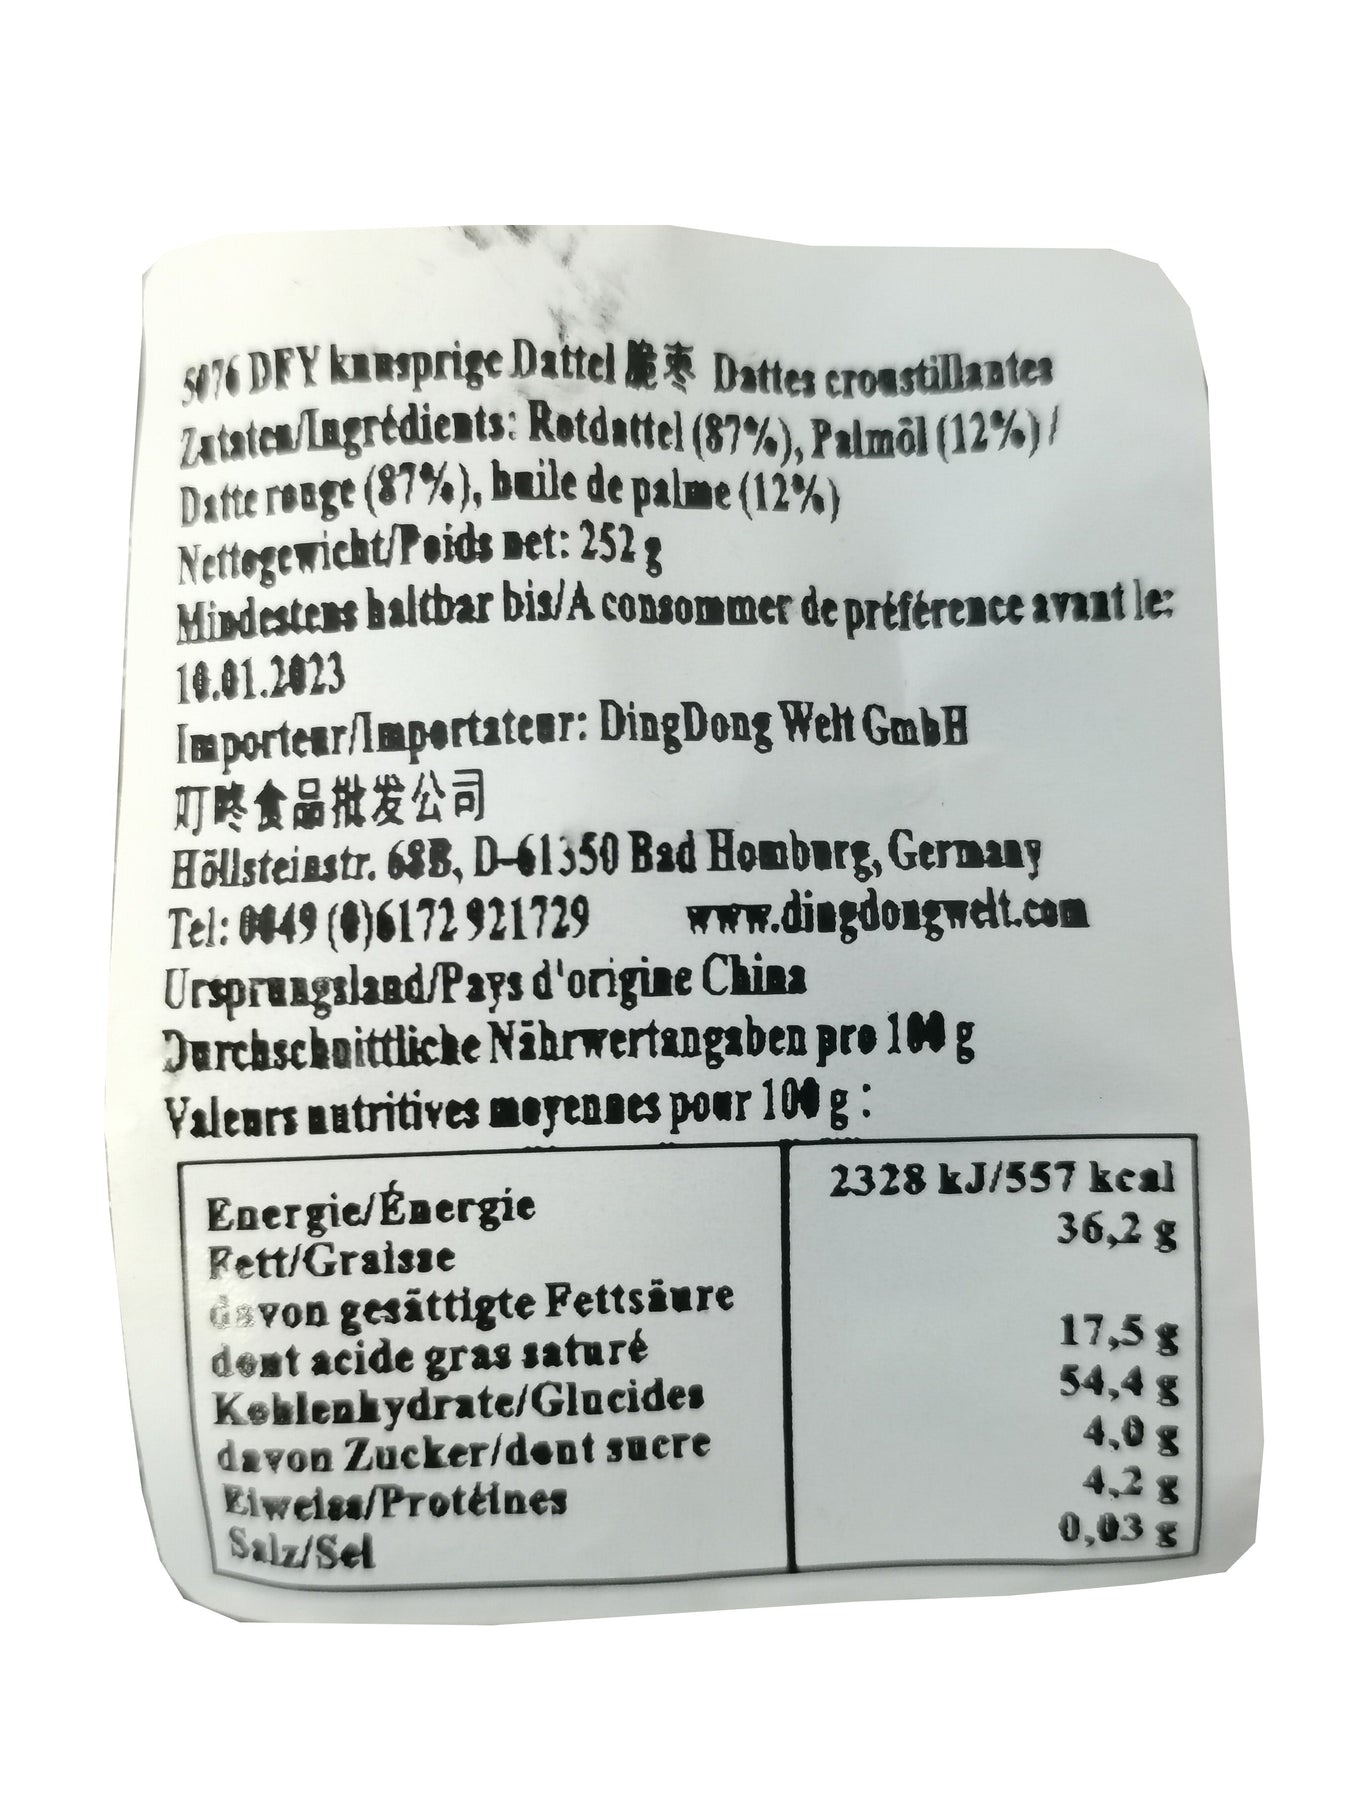 5076 DFY kunsprige Dattel 脆枣 Dattes croustillantes
Zutaten/Ingrédients: Rotdattel (87%), Palmöl (12%) /
Datte rouge (87%), huile de palme (12%)
Nettogewicht/Poids net: 252 g
Mindestens haltbar bis/A consommer de préférence avant le:
10.01.2023
Importeur/Importateur: DingDong Welt GmbH
叮咚食品批发公司
Höllsteinstr. 68B, D-61350 Bad Homburg, Germany
Tel: 0049 (0)6172 921729 www.dingdongwelt.com
Ursprungsland/Pays d'origine China
Durchschnittliche Nährwertangaben pro 100 g
Valeurs nutritives moyennes pour 100 g :
Energie/Énergie 2328 kJ/557 kcal
Fett/Graisse 36,2 g
davon gesättigte Fettsäure
dont acide gras saturé 17,5 g
Kohlenhydrate/Glucides 54,4 g
davon Zucker/dont sucre 4,0 g
Eiweiss/Protéines 4,2 g
Salz/Sel 0,03 g